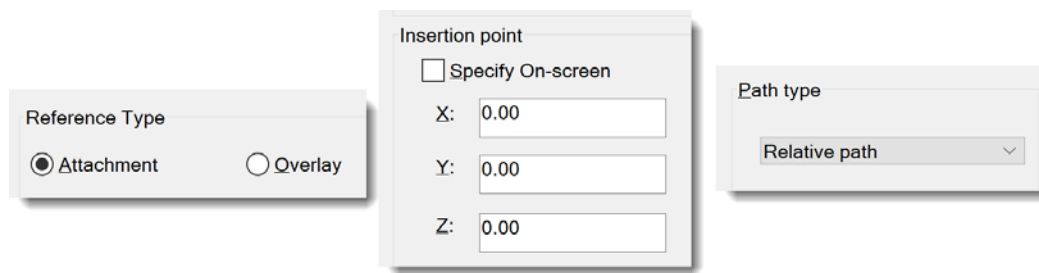 Reference Type
Attachment
Overlay
Insertion point
Specify On-screen
X: 0.00
Y: 0.00
Z: 0.00
Path type
Relative path